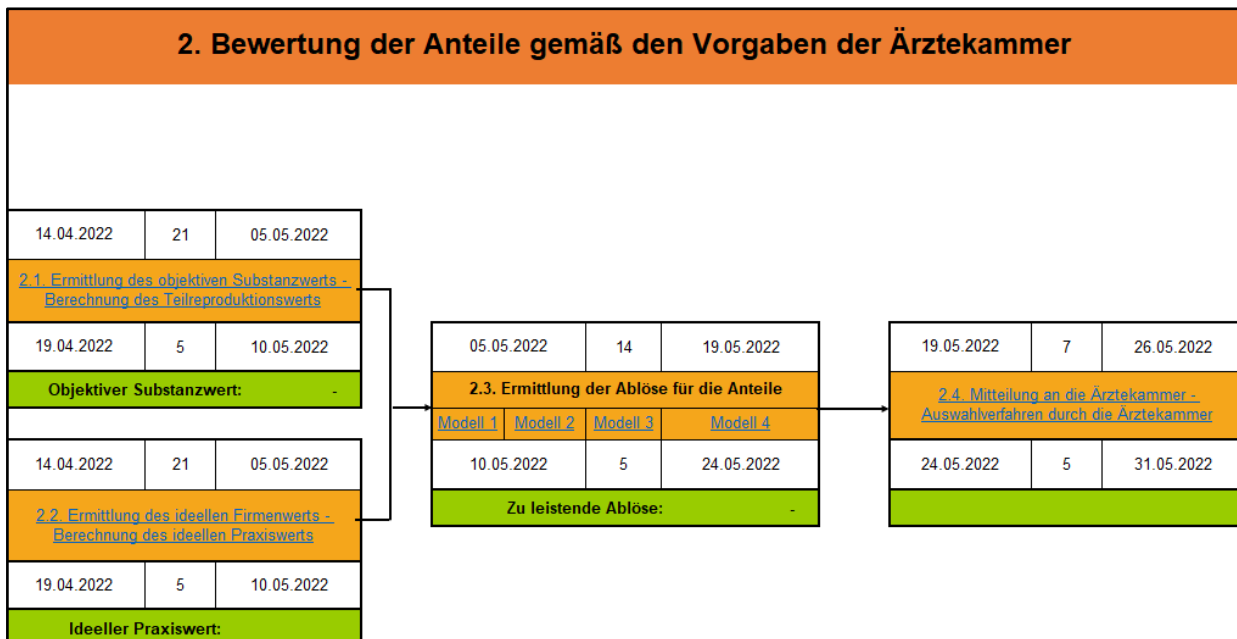 2. Bewertung der Anteile gemäß den Vorgaben der Ärztekammer
14.04.2022 21 05.05.2022
2.1. Ermittlung des objektiven Substanzwerts -
Berechnung des Teilreproduktionswerts
19.04.2022 5 10.05.2022
Objektiver Substanzwert: -
14.04.2022 21 05.05.2022
2.2. Ermittlung des ideellen Firmenwerts -
Berechnung des ideellen Praxiswerts
19.04.2022 5 10.05.2022
Ideeller Praxiswert:
05.05.2022 14 19.05.2022
2.3. Ermittlung der Ablöse für die Anteile
Modell 1 Modell 2 Modell 3 Modell 4
10.05.2022 5 24.05.2022
Zu leistende Ablöse: -
19.05.2022 7 26.05.2022
2.4. Mitteilung an die Ärztekammer -
Auswahlverfahren durch die Ärztekammer
24.05.2022 5 31.05.2022